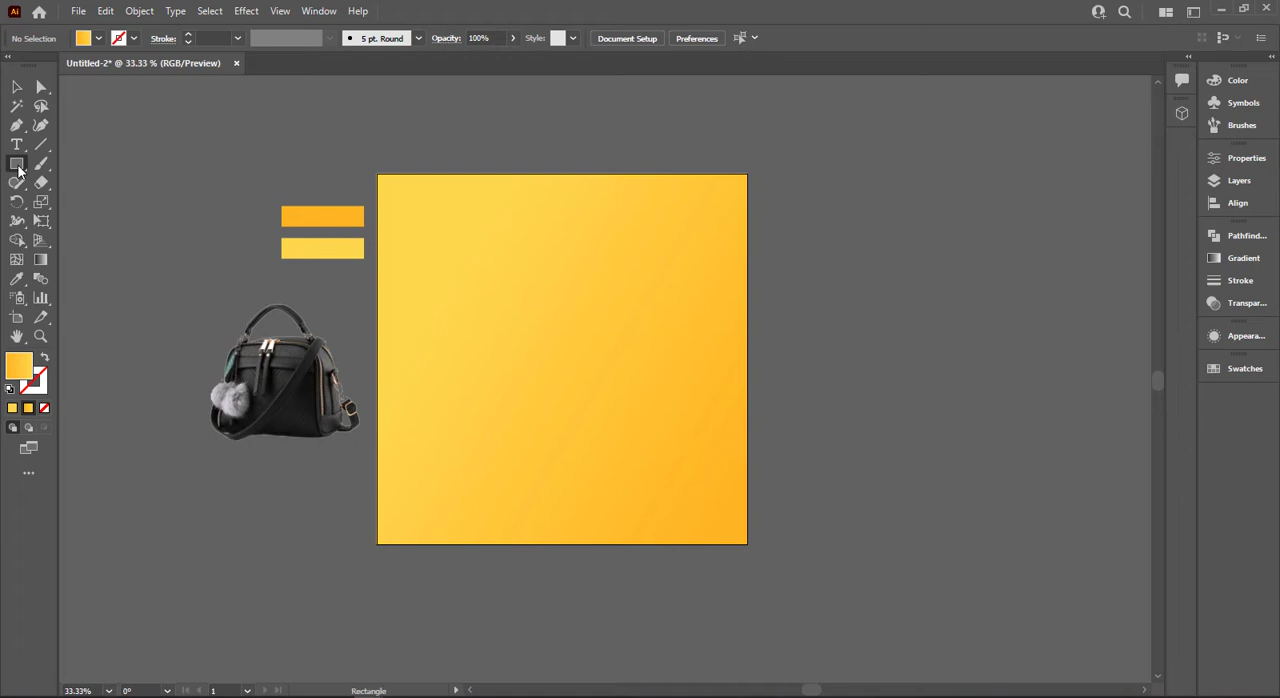 Ai File Edit Object Type Select Effect View Window Help
No Selection Stroke: 5 pt. Round Opacity: 100% Style: Document Setup Preferences
Untitled-2* @ 33.33 % (RGB/Preview) ×
Color
Symbols
Brushes
Properties
Layers
Align
Pathfind...
Gradient
Stroke
Transpar...
Appeara...
Swatches
33.33% 0° 1 Rectangle